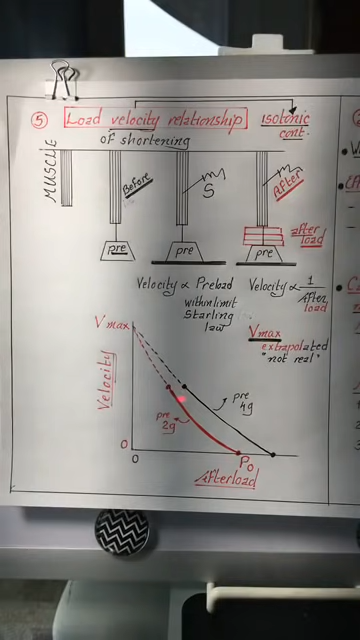 ⑤ Load velocity relationship isotonic
of shortening cont.
MUSCLE
Before
m
S
m
After
after
load
pre
pre
pre
Velocity ∝ Preload
within limit
Starling
law
Velocity ∝ 1/After
load
Vmax
Vmax
extrapolated
"not real"
Velocity
pre
4g
pre
2g
0
0
Po
Afterload